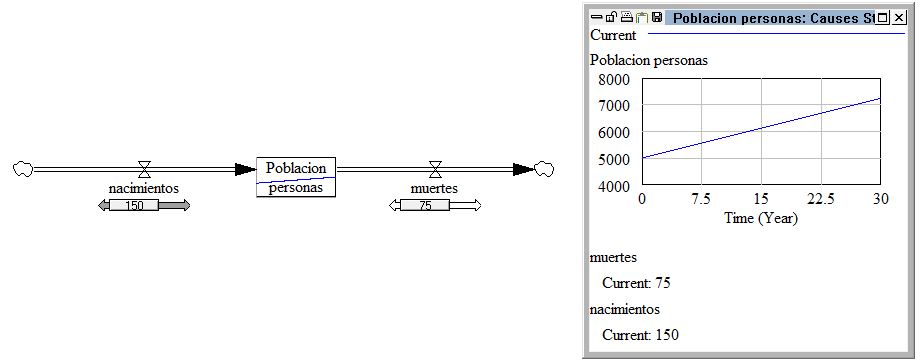 nacimientos
150
Poblacion
personas
muertes
75
Poblacion personas: Causes St
Current
Poblacion personas
8000
7000
6000
5000
4000
0 7.5 15 22.5 30
Time (Year)
muertes
Current: 75
nacimientos
Current: 150